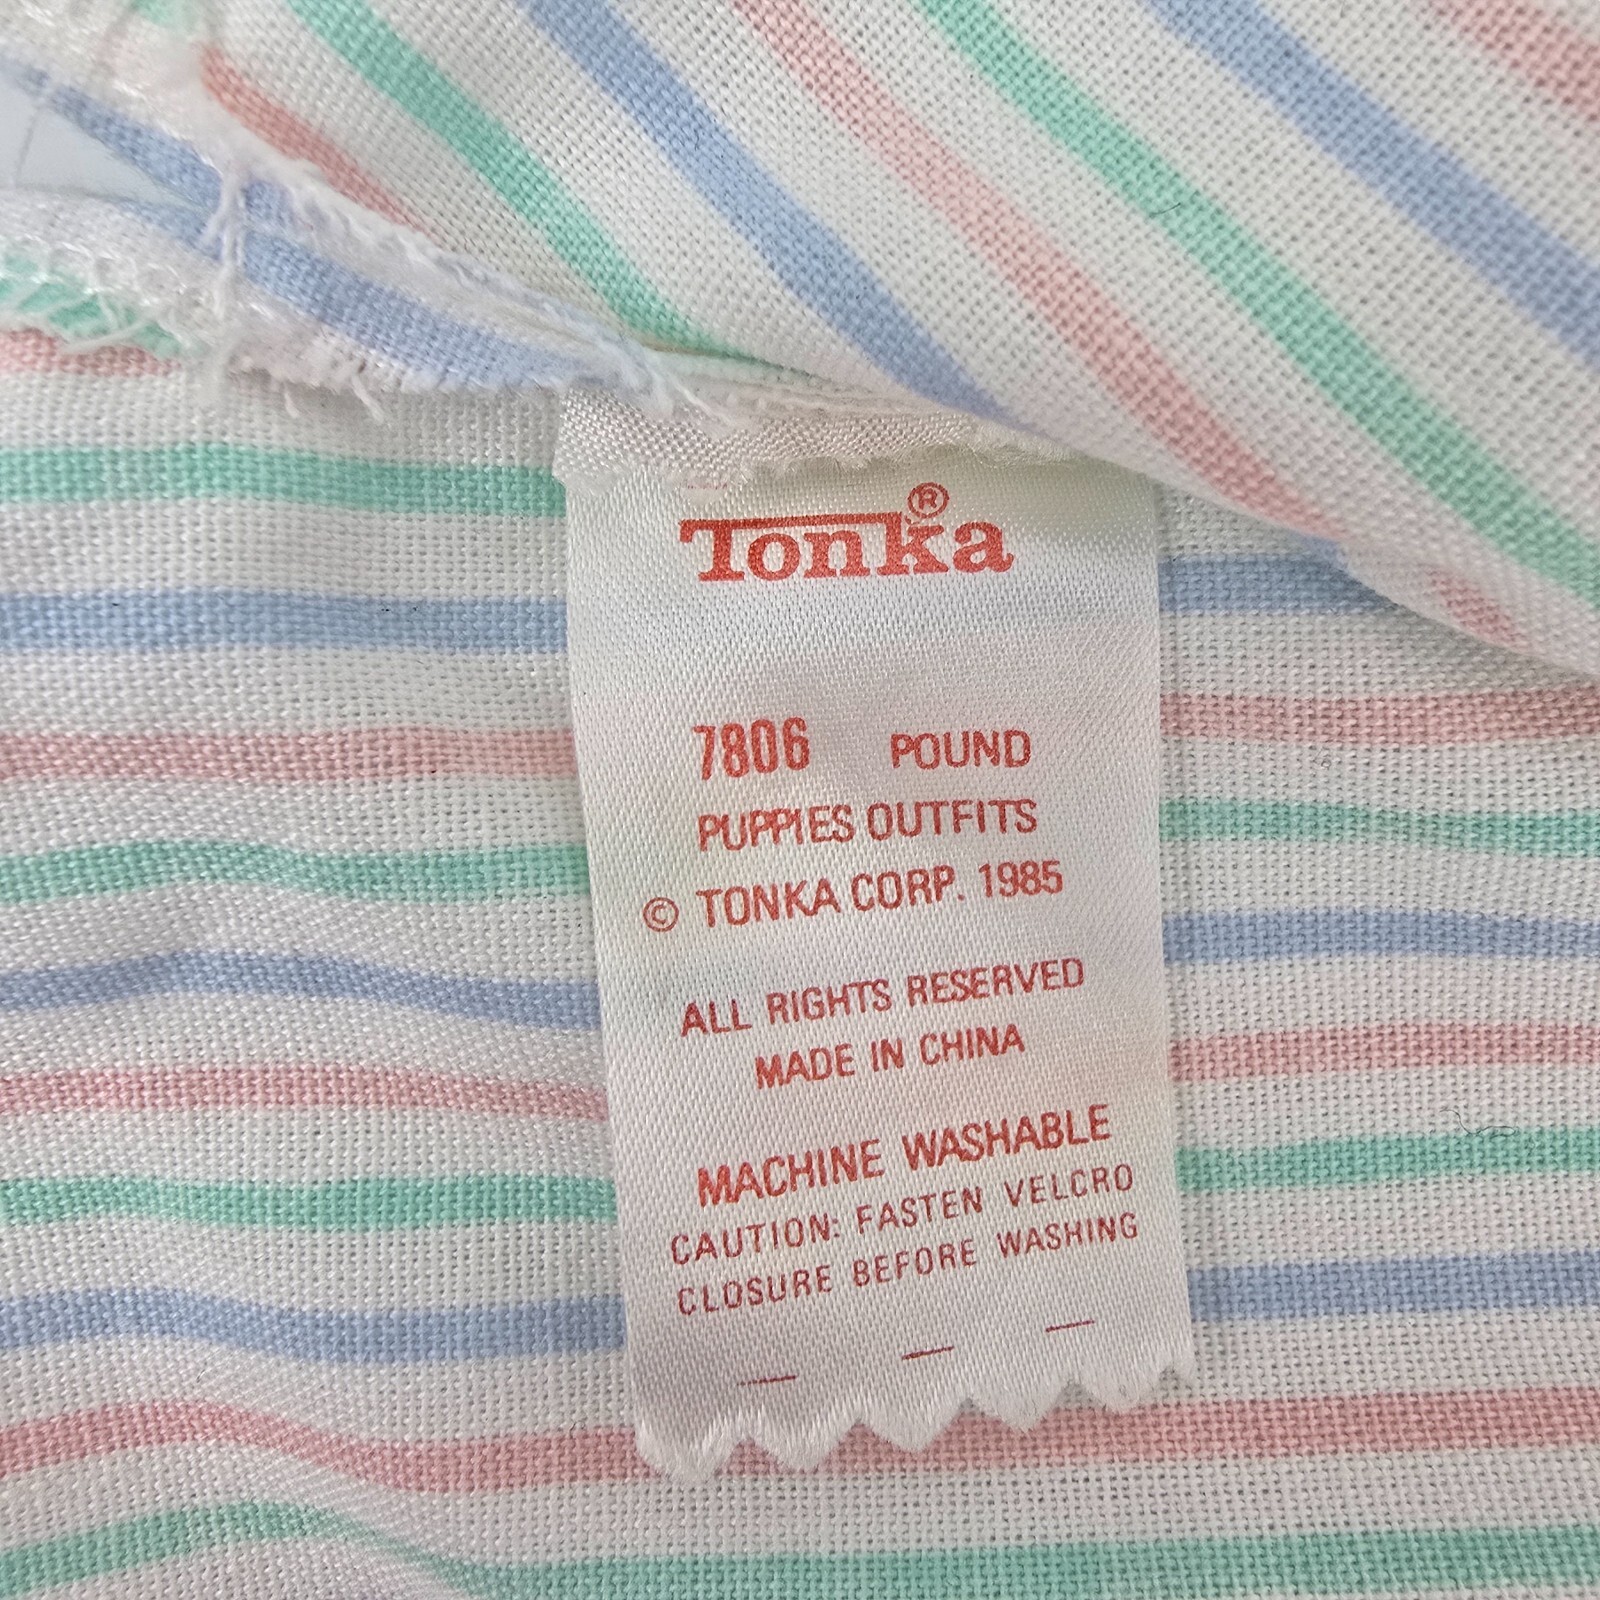 Tonka®
7806 POUND
PUPPIES OUTFITS
© TONKA CORP. 1985
ALL RIGHTS RESERVED
MADE IN CHINA
MACHINE WASHABLE
CAUTION: FASTEN VELCRO
CLOSURE BEFORE WASHING